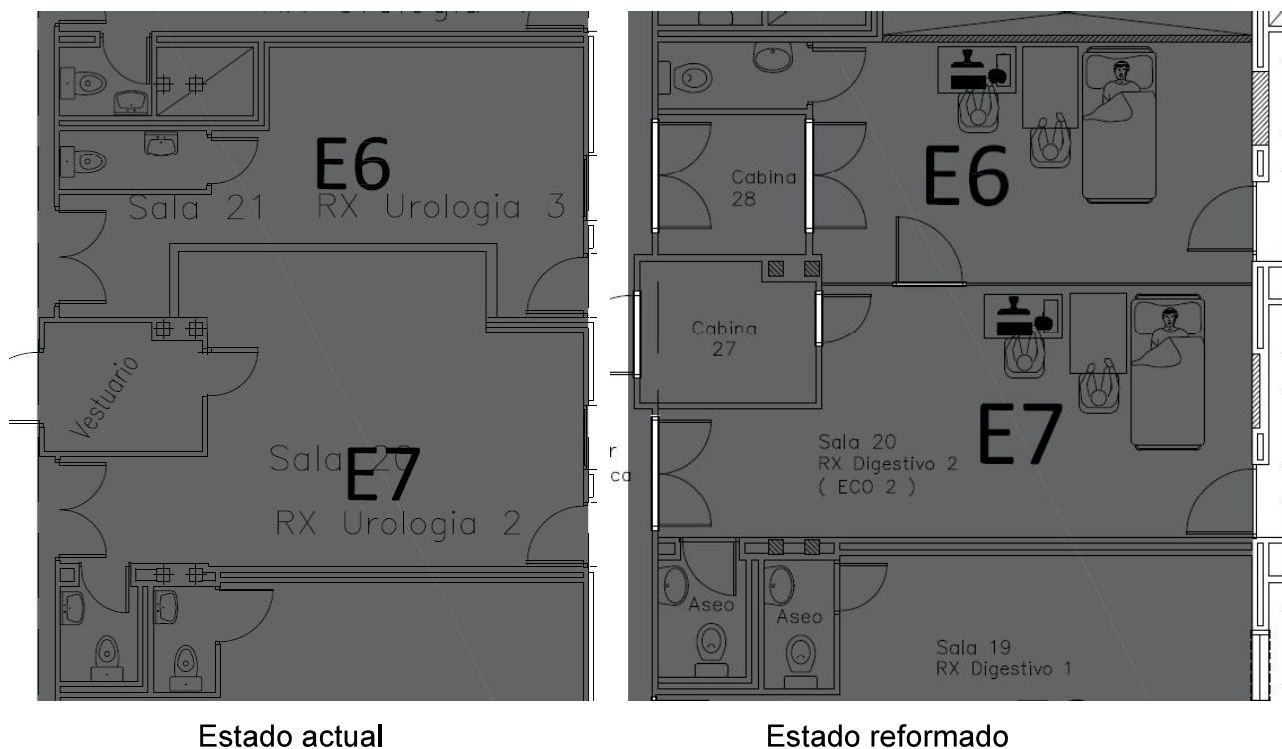 E6
Sala 21 RX Urologia 3
Vestuario
Sala 20
E7
RX Urologia 2
Estado actual
Cabina
28
E6
Cabina
27
E7
Sala 20
RX Digestivo 2
( ECO 2 )
r
ca
Aseo
Aseo
Sala 19
RX Digestivo 1
Estado reformado